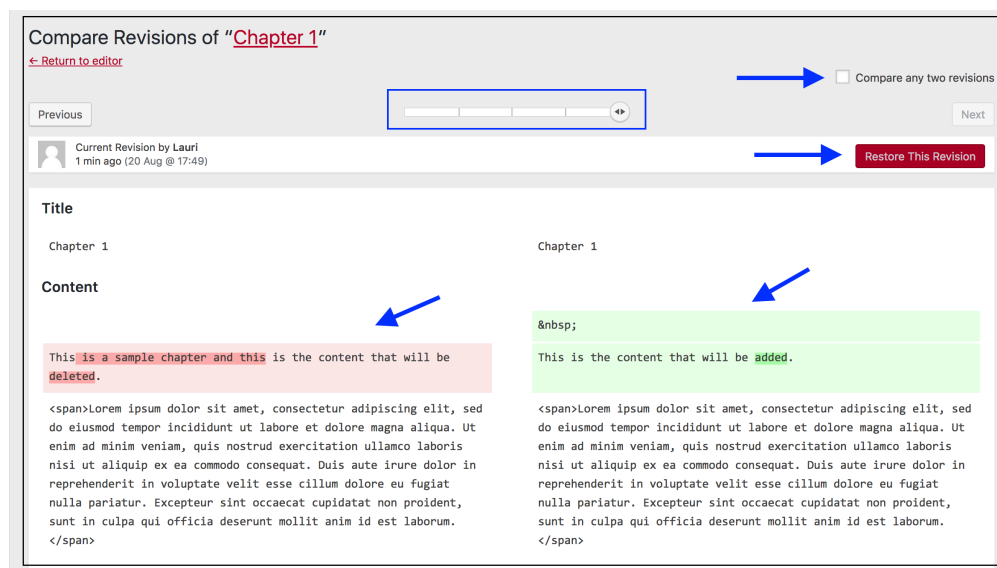 Compare Revisions of “Chapter 1”
← Return to editor
Compare any two revisions
Previous
Next
Current Revision by Lauri
1 min ago (20 Aug @ 17:49)
Restore This Revision
Title
Chapter 1
Chapter 1
Content
&nbsp;
This is a sample chapter and this is the content that will be
deleted.
This is the content that will be added.
<span>Lorem ipsum dolor sit amet, consectetur adipiscing elit, sed
do eiusmod tempor incididunt ut labore et dolore magna aliqua. Ut
enim ad minim veniam, quis nostrud exercitation ullamco laboris
nisi ut aliquip ex ea commodo consequat. Duis aute irure dolor in
reprehenderit in voluptate velit esse cillum dolore eu fugiat
nulla pariatur. Excepteur sint occaecat cupidatat non proident,
sunt in culpa qui officia deserunt mollit anim id est laborum.
</span>
<span>Lorem ipsum dolor sit amet, consectetur adipiscing elit, sed
do eiusmod tempor incididunt ut labore et dolore magna aliqua. Ut
enim ad minim veniam, quis nostrud exercitation ullamco laboris
nisi ut aliquip ex ea commodo consequat. Duis aute irure dolor in
reprehenderit in voluptate velit esse cillum dolore eu fugiat
nulla pariatur. Excepteur sint occaecat cupidatat non proident,
sunt in culpa qui officia deserunt mollit anim id est laborum.
</span>